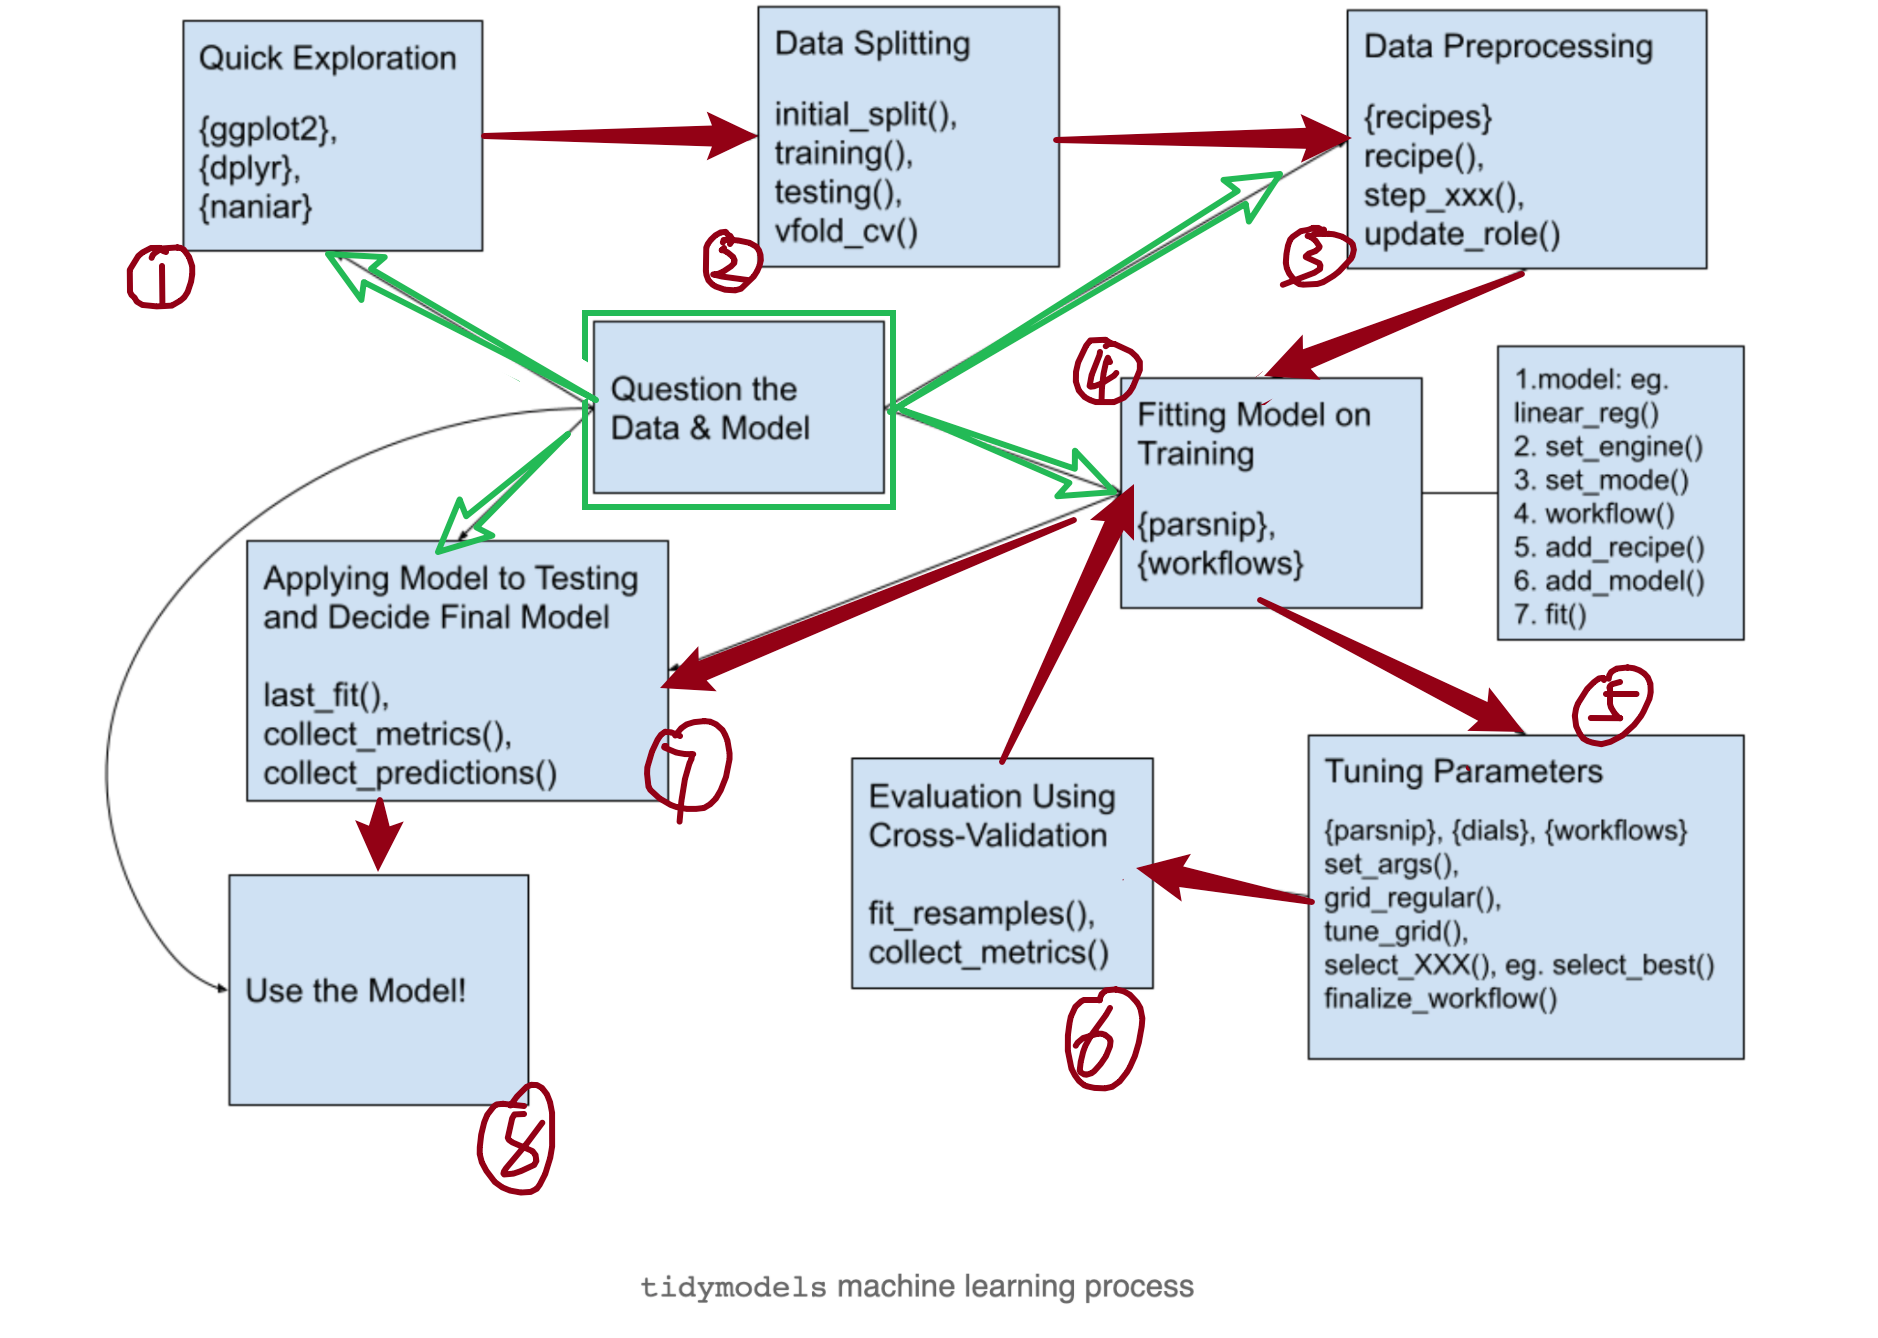 Quick Exploration
{ggplot2},
{dplyr},
{naniar}
1
Data Splitting
initial_split(),
training(),
testing(),
vfold_cv()
2
Data Preprocessing
{recipes}
recipe(),
step_xxx(),
update_role()
3
Question the
Data & Model
4
Fitting Model on
Training
{parsnip},
{workflows}
1.model: eg.
linear_reg()
2. set_engine()
3. set_mode()
4. workflow()
5. add_recipe()
6. add_model()
7. fit()
5
Tuning Parameters
{parsnip}, {dials}, {workflows}
set_args(),
grid_regular(),
tune_grid(),
select_XXX(), eg. select_best()
finalize_workflow()
Evaluation Using
Cross-Validation
fit_resamples(),
collect_metrics()
6
Applying Model to Testing
and Decide Final Model
last_fit(),
collect_metrics(),
collect_predictions()
7
Use the Model!
8
tidymodels machine learning process